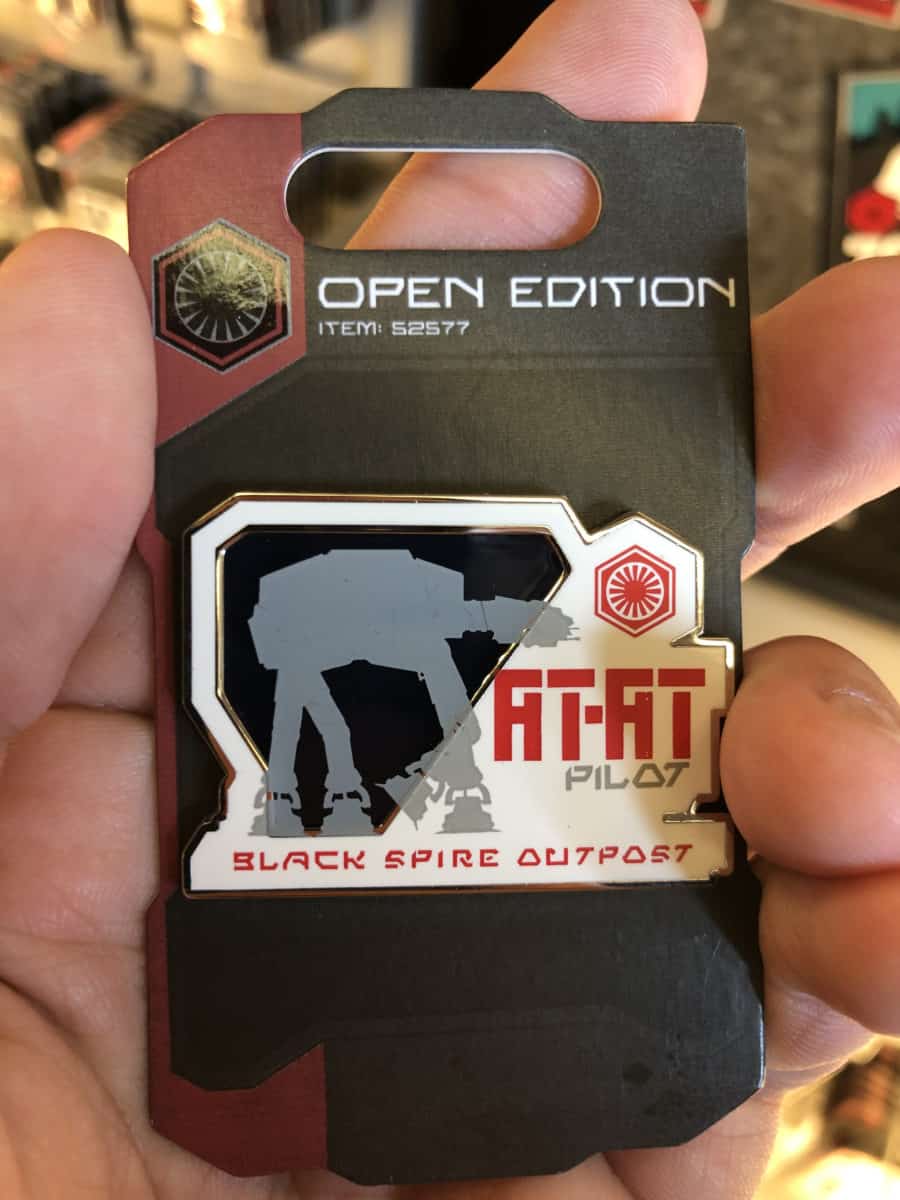 OPEN EDITION
ITEM: 52577
AT-AT
PILOT
BLACK SPIRE OUTPOST